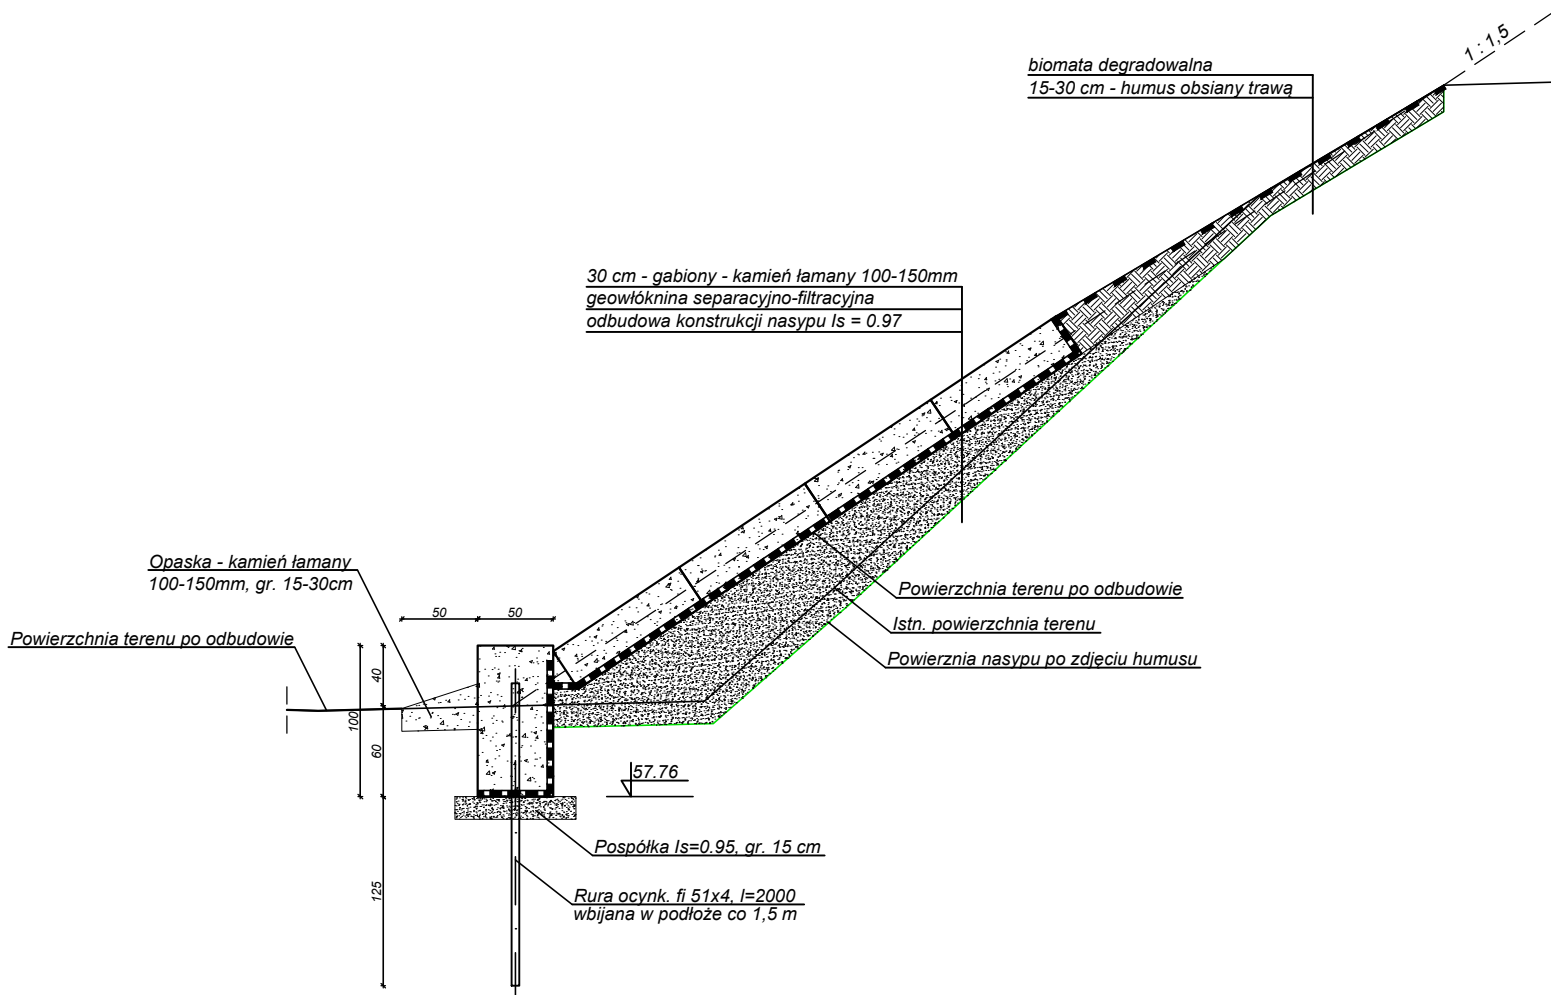 1 : 1,5
biomata degradowalna
15-30 cm - humus obsiany trawą
30 cm - gabiony - kamień łamany 100-150mm
geowłóknina separacyjno-filtracyjna
odbudowa konstrukcji nasypu Is = 0.97
Opaska - kamień łamany
100-150mm, gr. 15-30cm
Powierzchnia terenu po odbudowie
50
50
Powierzchnia terenu po odbudowie
Istn. powierzchnia terenu
Powierznia nasypu po zdjęciu humusu
40
100
60
57.76
Pospółka Is=0.95, gr. 15 cm
125
Rura ocynk. fi 51x4, l=2000
wbijana w podłoże co 1,5 m